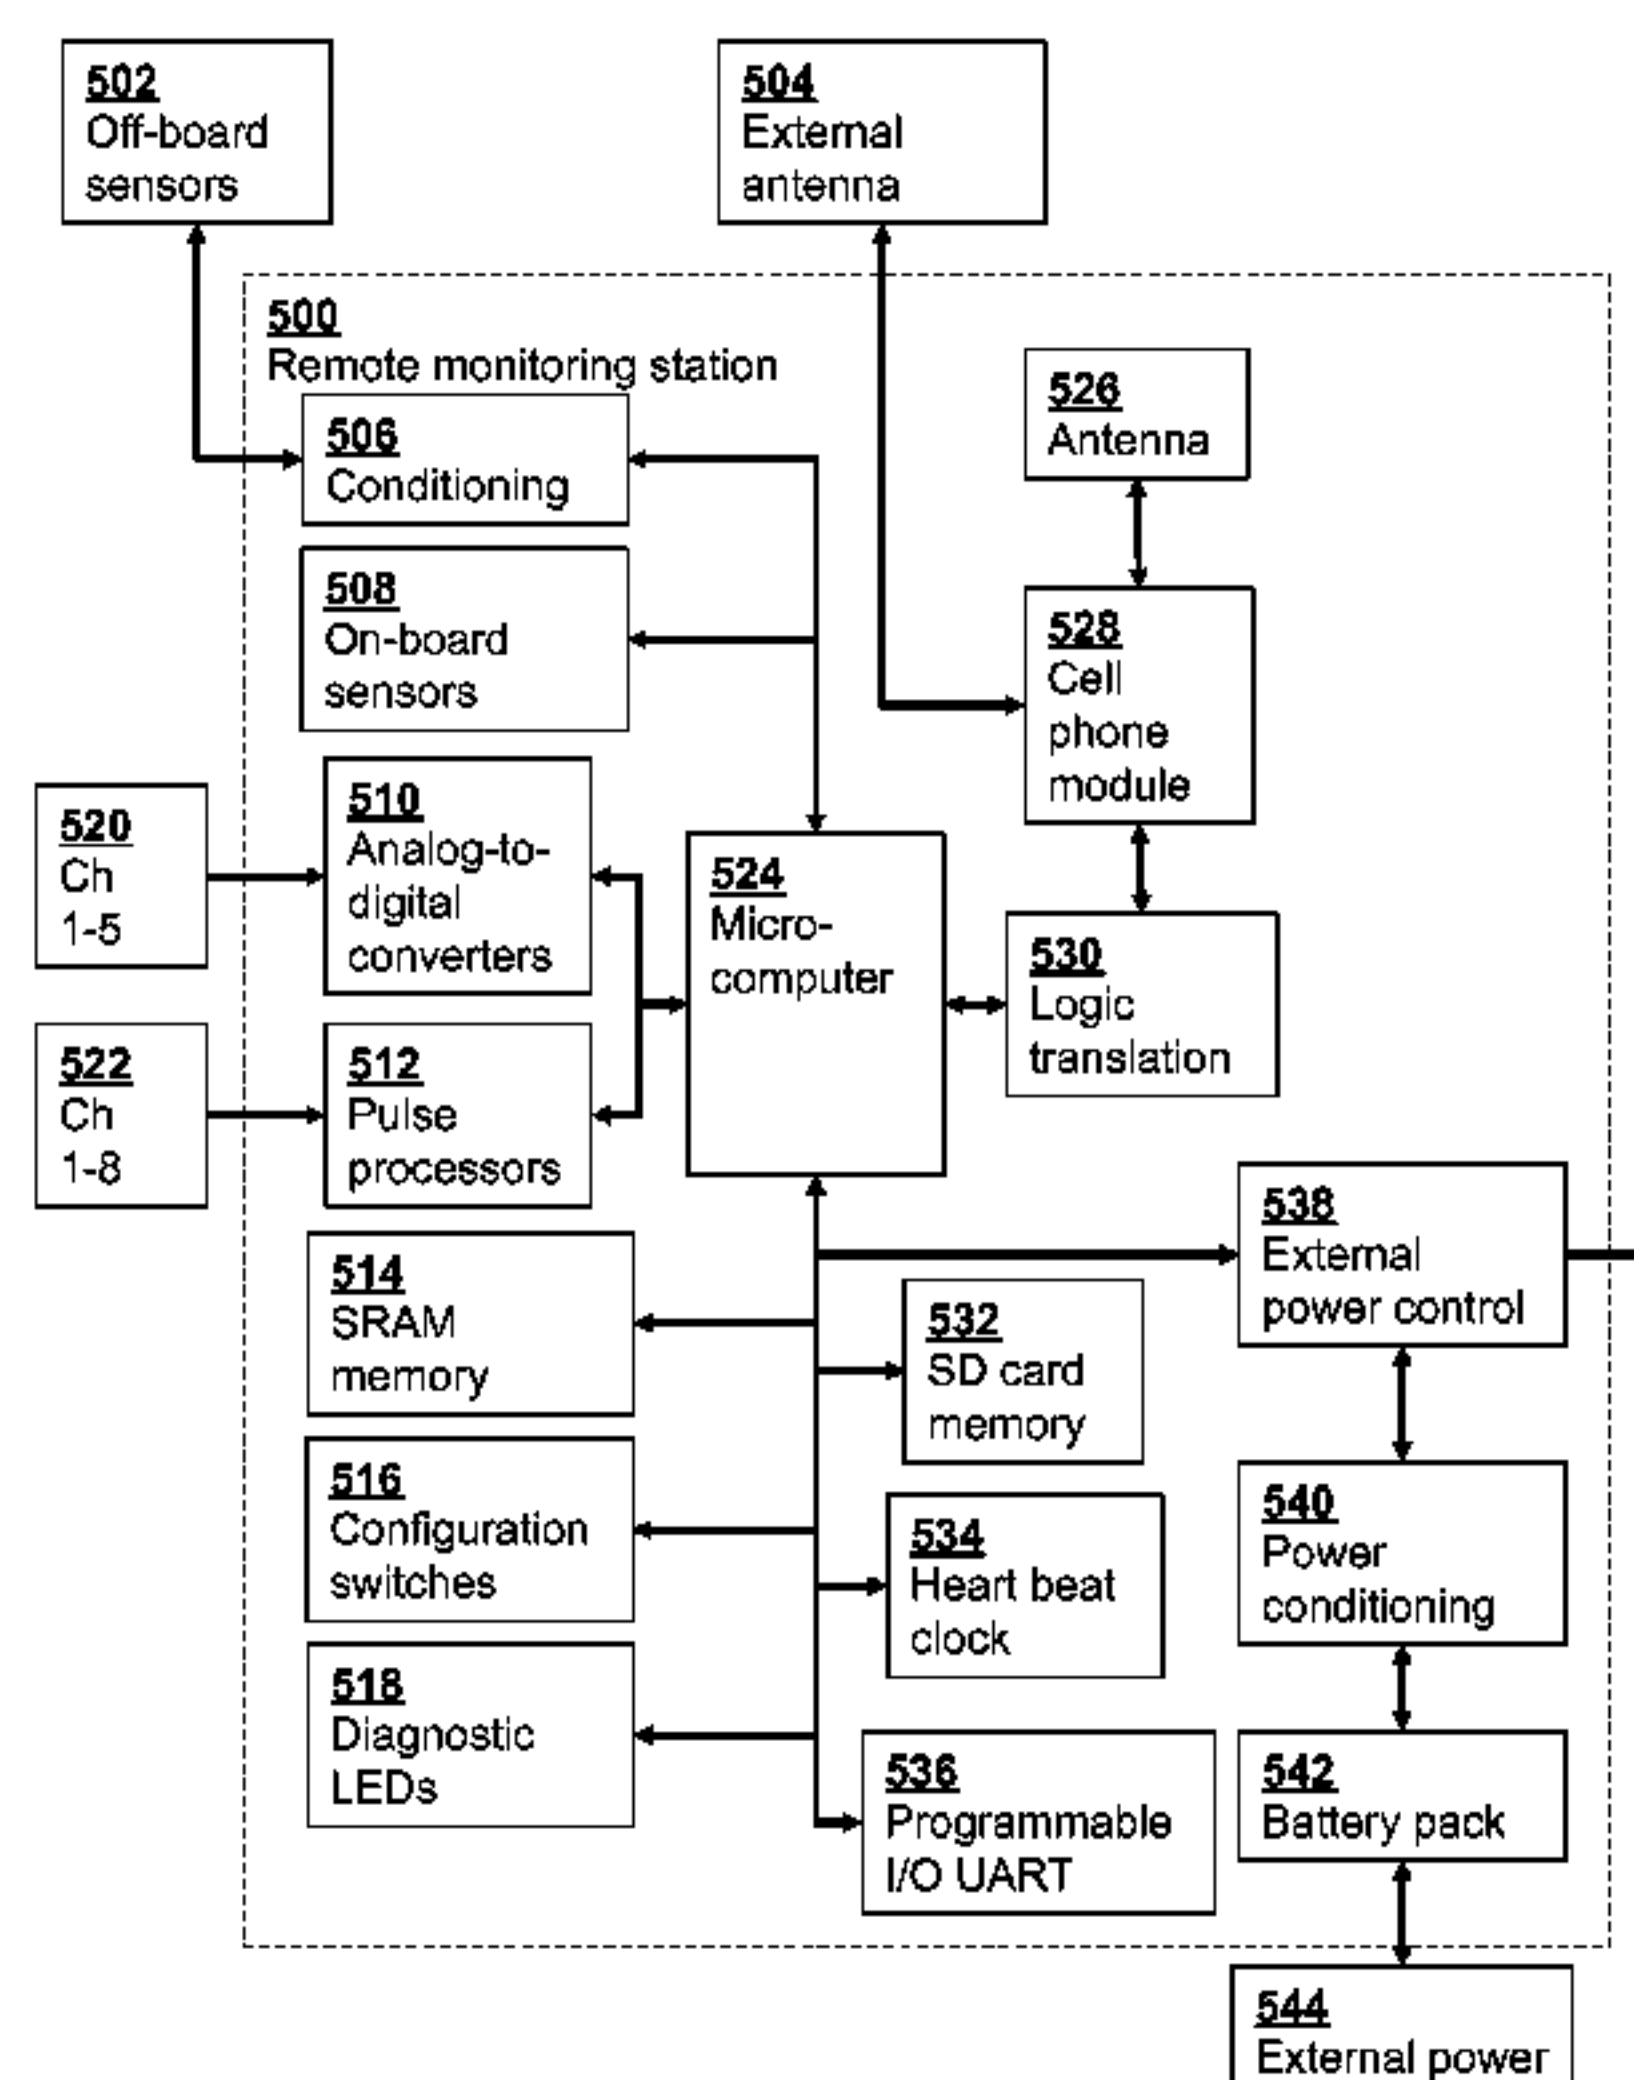 502
Off-board
sensors
504
External
antenna
500
Remote monitoring station
506
Conditioning
526
Antenna
508
On-board
sensors
528
Cell
phone
module
520
Ch
1-5
510
Analog-to-
digital
converters
524
Micro-
computer
530
Logic
translation
522
Ch
1-8
512
Pulse
processors
538
External
power control
514
SRAM
memory
532
SD card
memory
516
Configuration
switches
534
Heart beat
clock
540
Power
conditioning
518
Diagnostic
LEDs
536
Programmable
I/O UART
542
Battery pack
544
External power